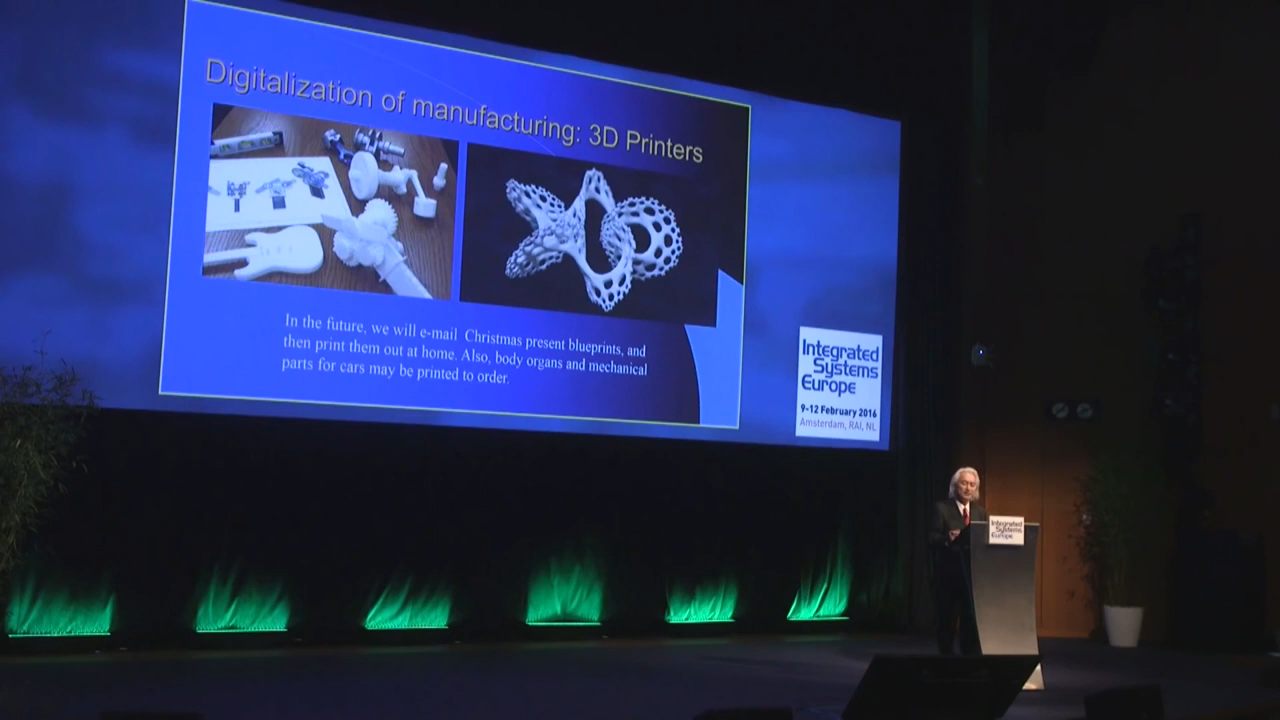 Digitalization of manufacturing: 3D Printers
In the future, we will e-mail Christmas present blueprints, and
then print them out at home. Also, body organs and mechanical
parts for cars may be printed to order.
Integrated
Systems
Europe
9-12 February 2016
Amsterdam, RAI, NL
Integrated
Systems
Europe